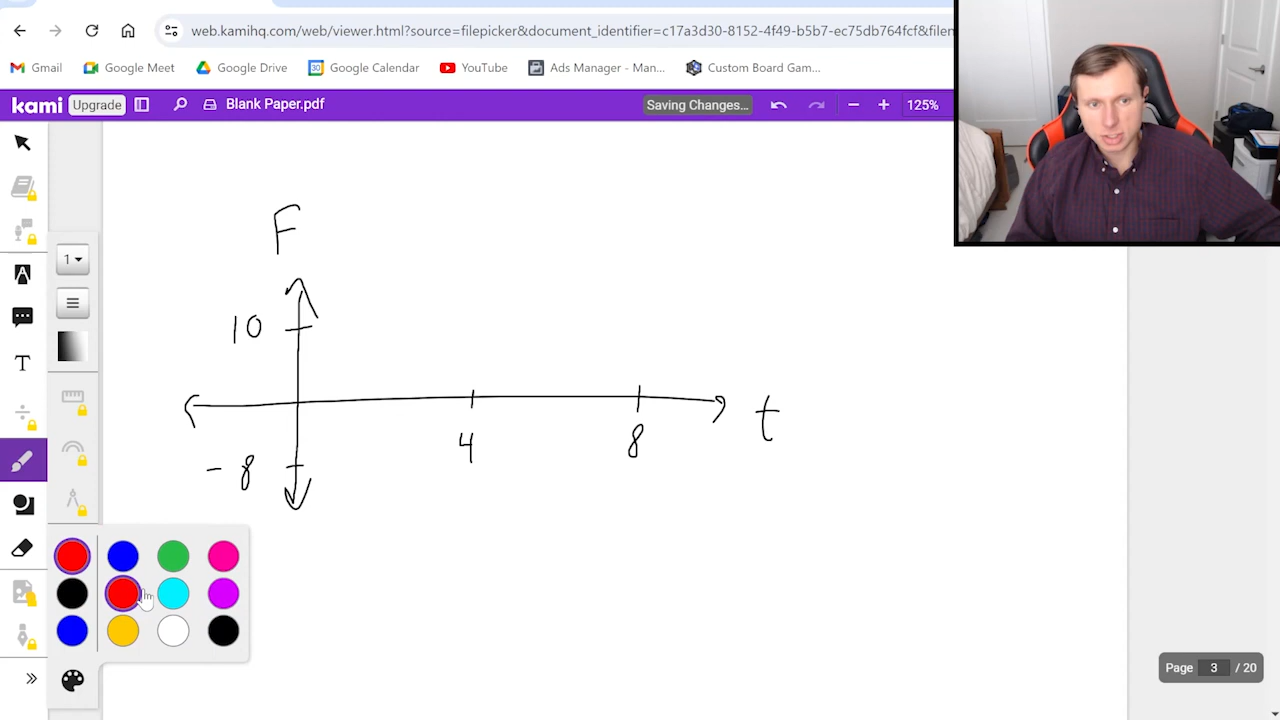 web.kamihq.com/web/viewer.html?source=filepicker&document_identifier=c17a3d30-8152-4f49-b5b7-ec75db764fcf&filen
Gmail Google Meet Google Drive 31 Google Calendar YouTube Ads Manager - Man... Custom Board Gam...
kami Upgrade Blank Paper.pdf Saving Changes... 125%
F
1
10
t
4 8
T
- 8
Page 3 / 20